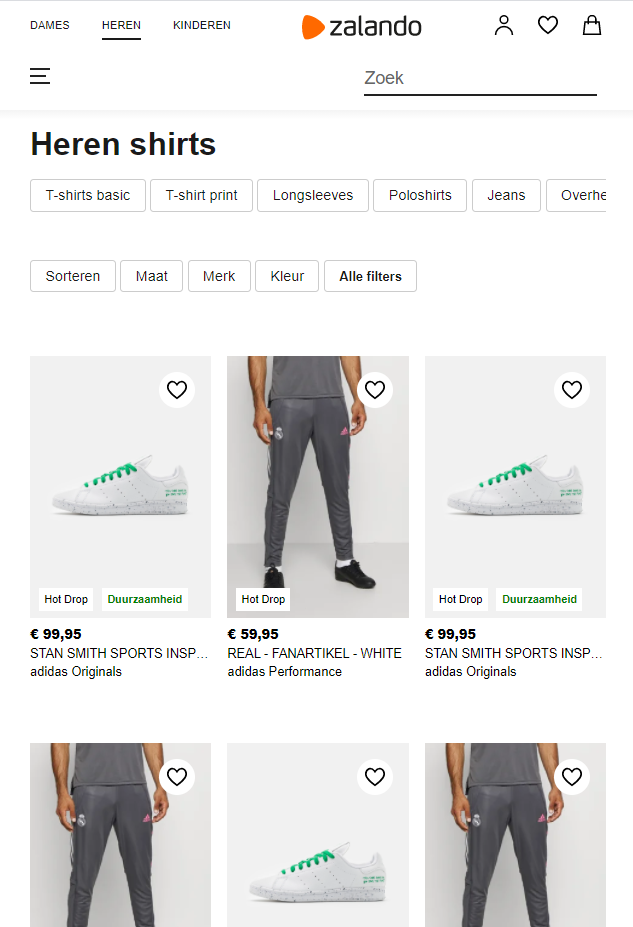 DAMES HEREN KINDEREN zalando
Zoek
Heren shirts
T-shirts basic T-shirt print Longsleeves Poloshirts Jeans Overhe
Sorteren Maat Merk Kleur Alle filters
Hot Drop Duurzaamheid Hot Drop Hot Drop Duurzaamheid
€ 99,95 € 59,95 € 99,95
STAN SMITH SPORTS INSP... REAL - FANARTIKEL - WHITE STAN SMITH SPORTS INSP...
adidas Originals adidas Performance adidas Originals